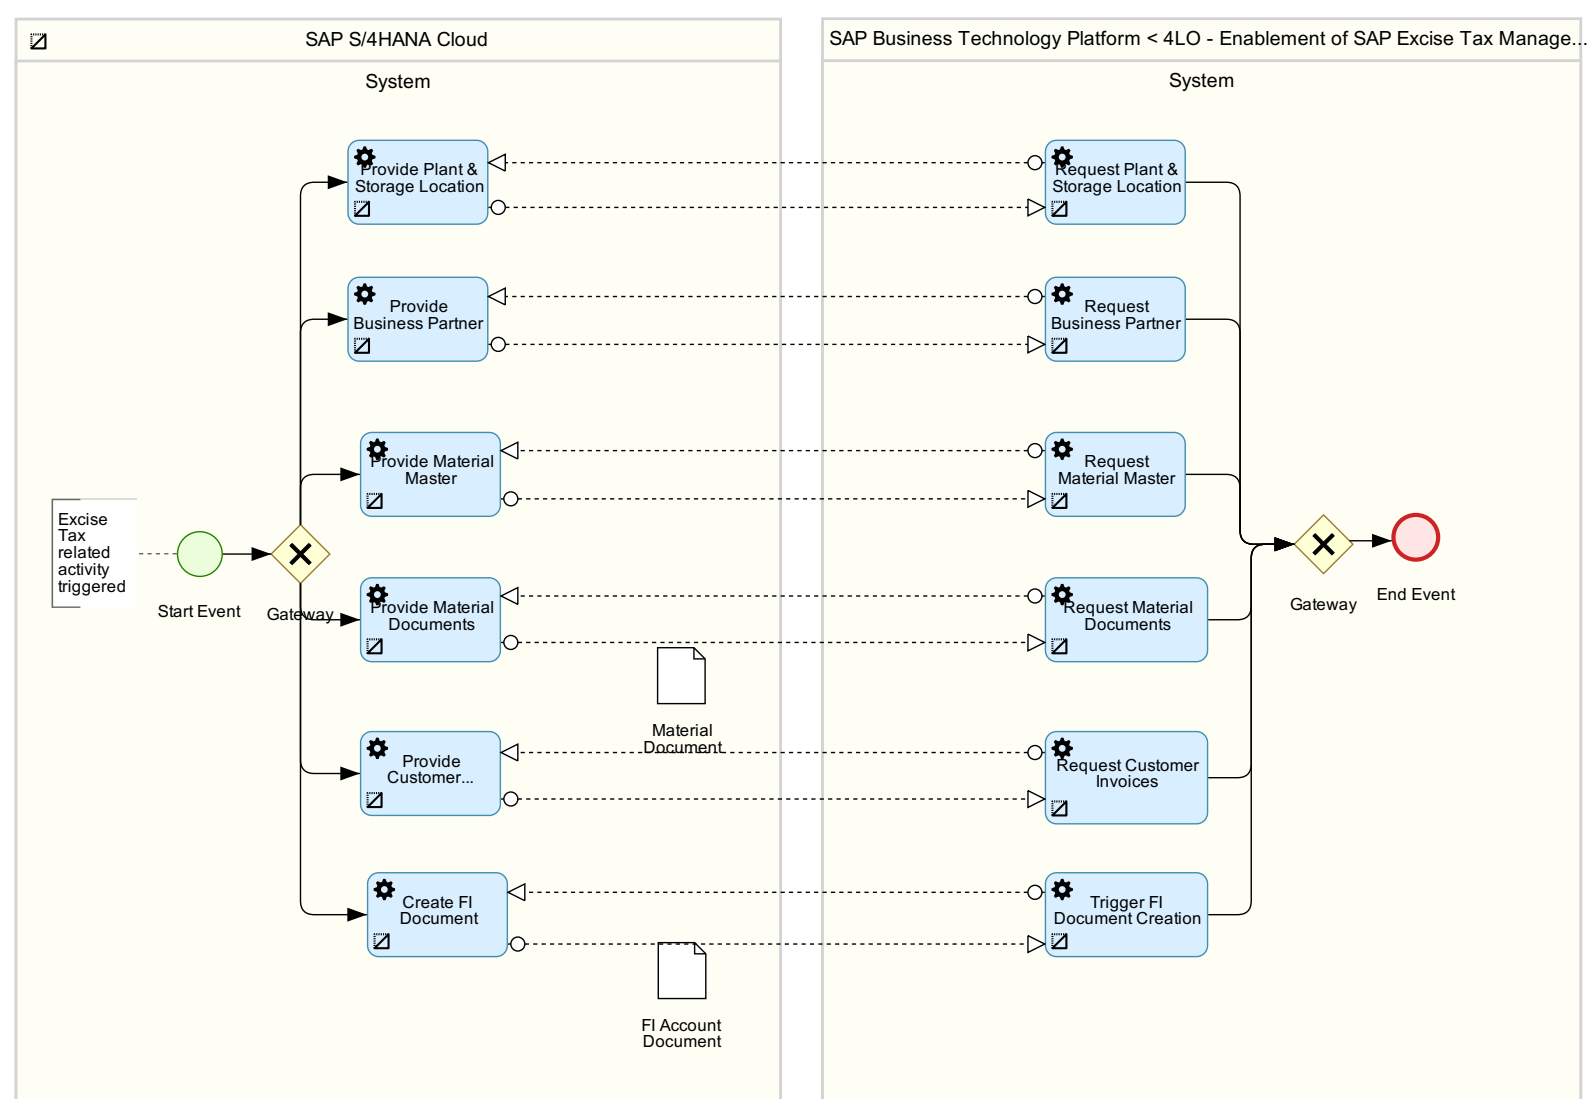 SAP S/4HANA Cloud
System
SAP Business Technology Platform < 4LO - Enablement of SAP Excise Tax Manage...
System
Provide Plant &
Storage Location
Request Plant &
Storage Location
Provide
Business Partner
Request
Business Partner
Provide Material
Master
Request
Material Master
Excise
Tax
related
activity
triggered
Start Event
Gateway
Provide Material
Documents
Request Material
Documents
Gateway
End Event
Material
Document
Provide
Customer...
Request Customer
Invoices
Create FI
Document
Trigger FI
Document Creation
FI Account
Document